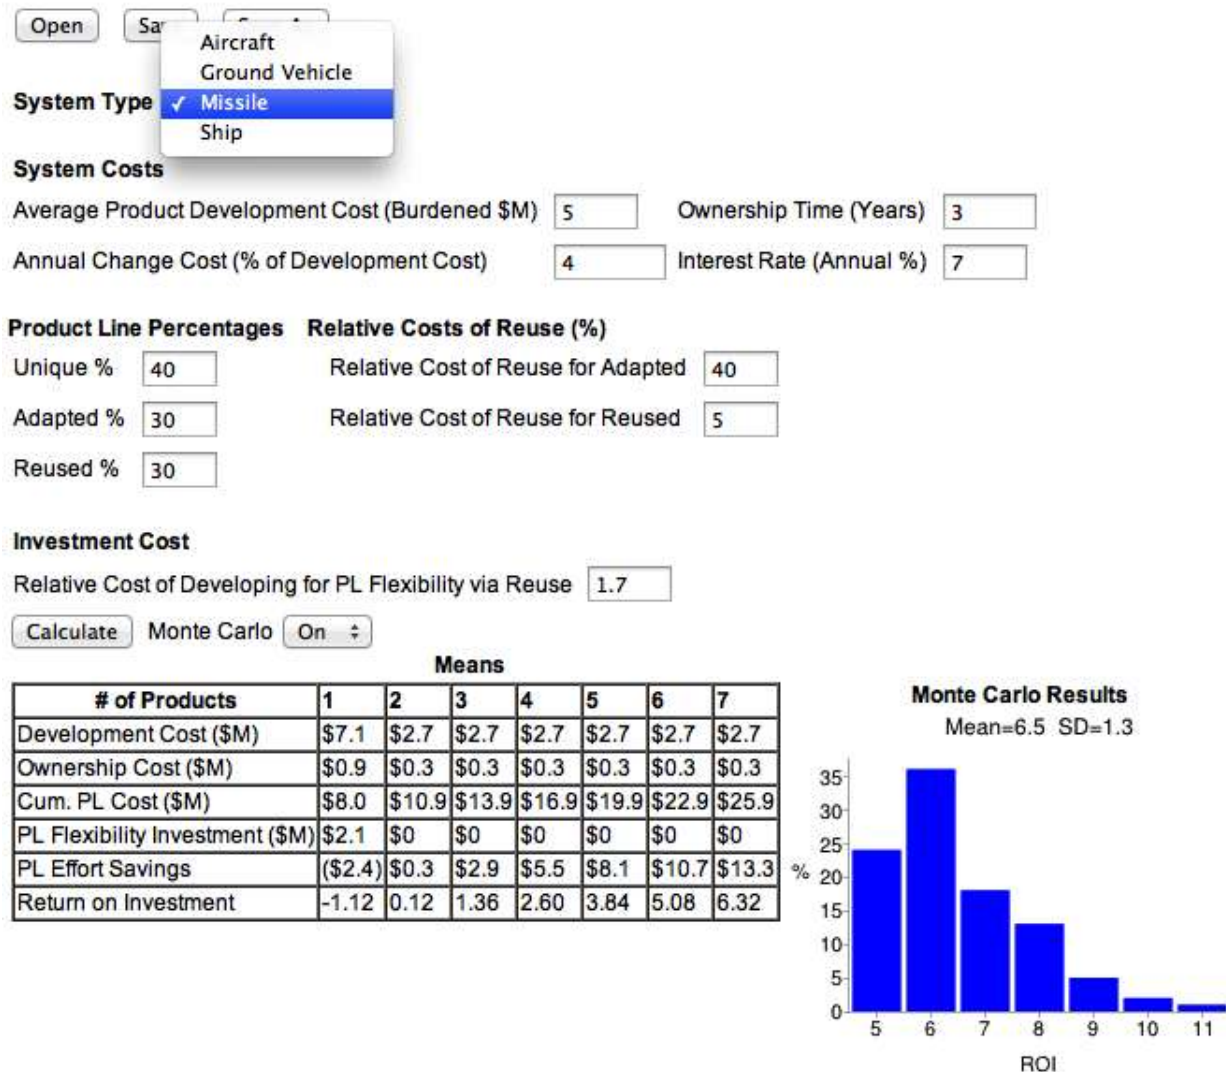 Open
Aircraft
Ground Vehicle
System Type ✓ Missile
Ship
System Costs
Average Product Development Cost (Burdened $M) 5 Ownership Time (Years) 3
Annual Change Cost (% of Development Cost) 4 Interest Rate (Annual %) 7
Product Line Percentages Relative Costs of Reuse (%)
Unique % 40 Relative Cost of Reuse for Adapted 40
Adapted % 30 Relative Cost of Reuse for Reused 5
Reused % 30
Investment Cost
Relative Cost of Developing for PL Flexibility via Reuse 1.7
Calculate Monte Carlo On
Means
# of Products 1 2 3 4 5 6 7
Development Cost ($M) $7.1 $2.7 $2.7 $2.7 $2.7 $2.7 $2.7
Ownership Cost ($M) $0.9 $0.3 $0.3 $0.3 $0.3 $0.3 $0.3
Cum. PL Cost ($M) $8.0 $10.9 $13.9 $16.9 $19.9 $22.9 $25.9
PL Flexibility Investment ($M) $2.1 $0 $0 $0 $0 $0 $0
PL Effort Savings ($2.4) $0.3 $2.9 $5.5 $8.1 $10.7 $13.3
Return on Investment -1.12 0.12 1.36 2.60 3.84 5.08 6.32
Monte Carlo Results
Mean=6.5 SD=1.3
35
30
25
% 20
15
10
5
0
5 6 7 8 9 10 11
ROI